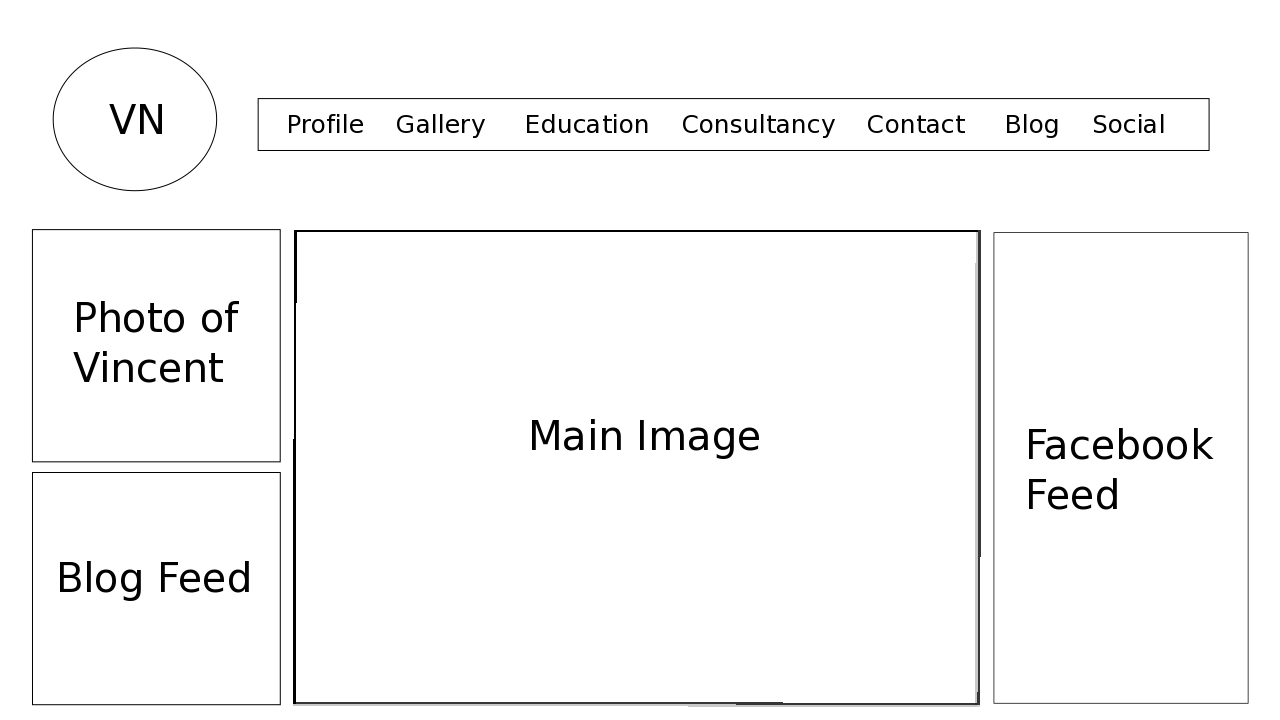 VN
Profile Gallery Education Consultancy Contact Blog Social
Photo of
Vincent
Main Image
Facebook
Feed
Blog Feed